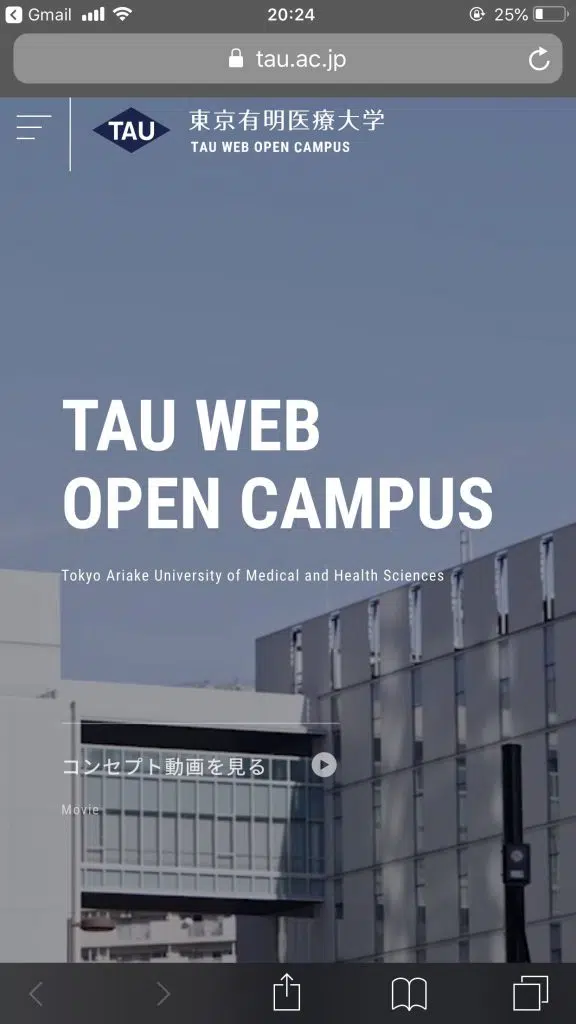 Gmail 20:24 25%
tau.ac.jp
TAU
東京有明医療大学
TAU WEB OPEN CAMPUS
TAU WEB
OPEN CAMPUS
Tokyo Ariake University of Medical and Health Sciences
コンセプト動画を見る
Movie